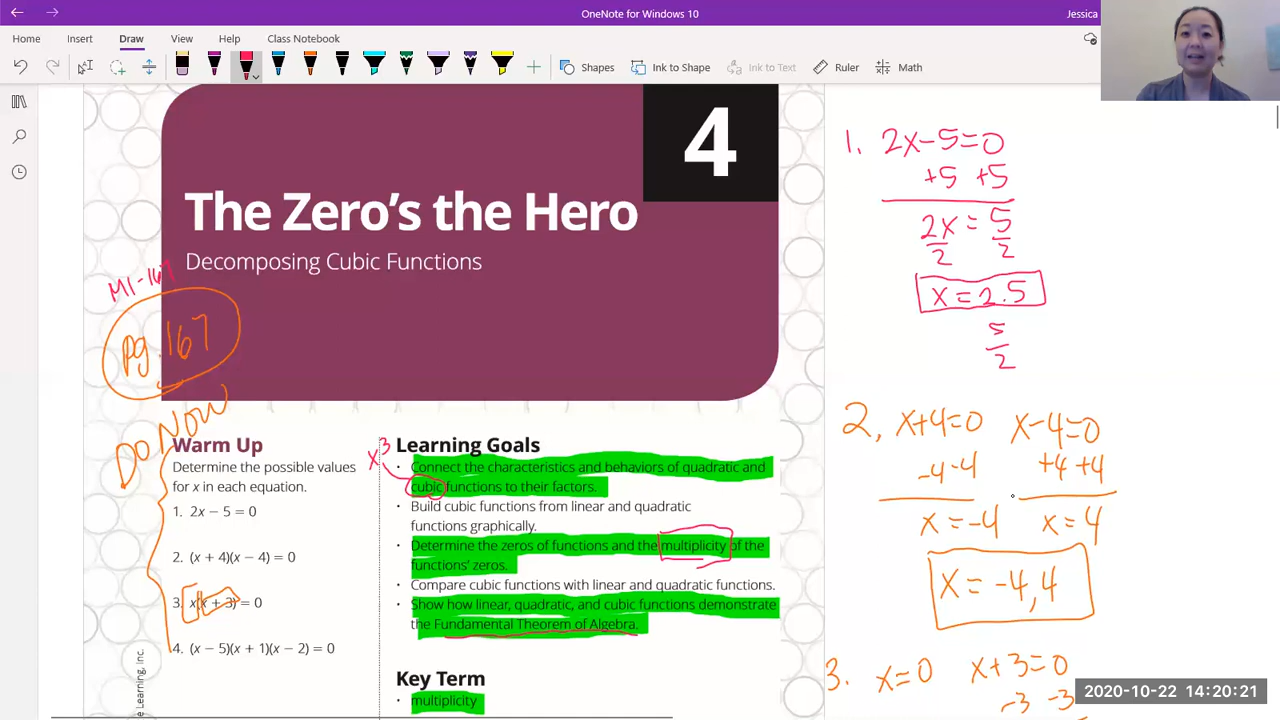 OneNote for Windows 10
Jessica
Home Insert Draw View Help Class Notebook
Shapes Ink to Shape Ink to Text Ruler Math
4
The Zero's the Hero
Decomposing Cubic Functions
M1-167
pg. 167
DO NOW
Warm Up
Determine the possible values
for x in each equation.
1. 2x − 5 = 0
2. (x + 4)(x − 4) = 0
3. x(x + 3) = 0
4. (x − 5)(x + 1)(x − 2) = 0
x³
Learning Goals
• Connect the characteristics and behaviors of quadratic and
cubic functions to their factors.
• Build cubic functions from linear and quadratic
functions graphically.
• Determine the zeros of functions and the multiplicity of the
functions' zeros.
• Compare cubic functions with linear and quadratic functions.
• Show how linear, quadratic, and cubic functions demonstrate
the Fundamental Theorem of Algebra.
Key Term
• multiplicity
e Learning, Inc.
1. 2x−5=0
+5 +5
2x = 5
2 2
x = 2.5
5
2
2, x+4=0 x−4=0
-4 -4 +4 +4
x = -4 x = 4
x = -4, 4
3. x=0 x+3=0
-3 -3
2020-10-22 14:20:21